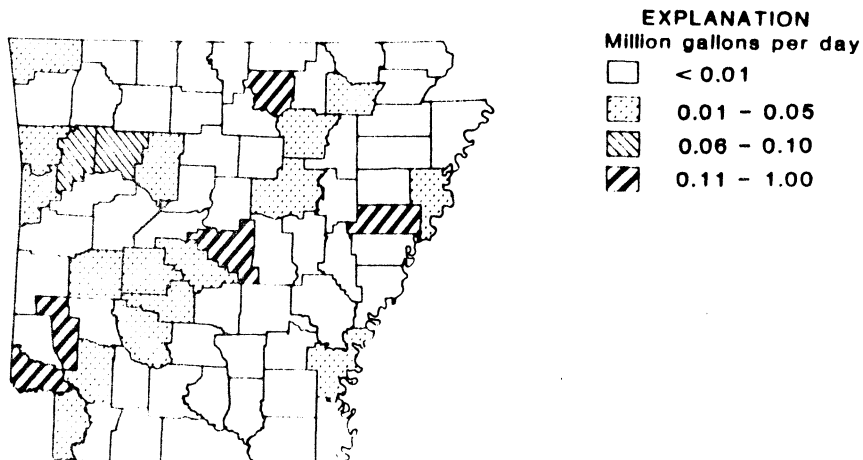 EXPLANATION
Million gallons per day
< 0.01
0.01 - 0.05
0.06 - 0.10
0.11 - 1.00